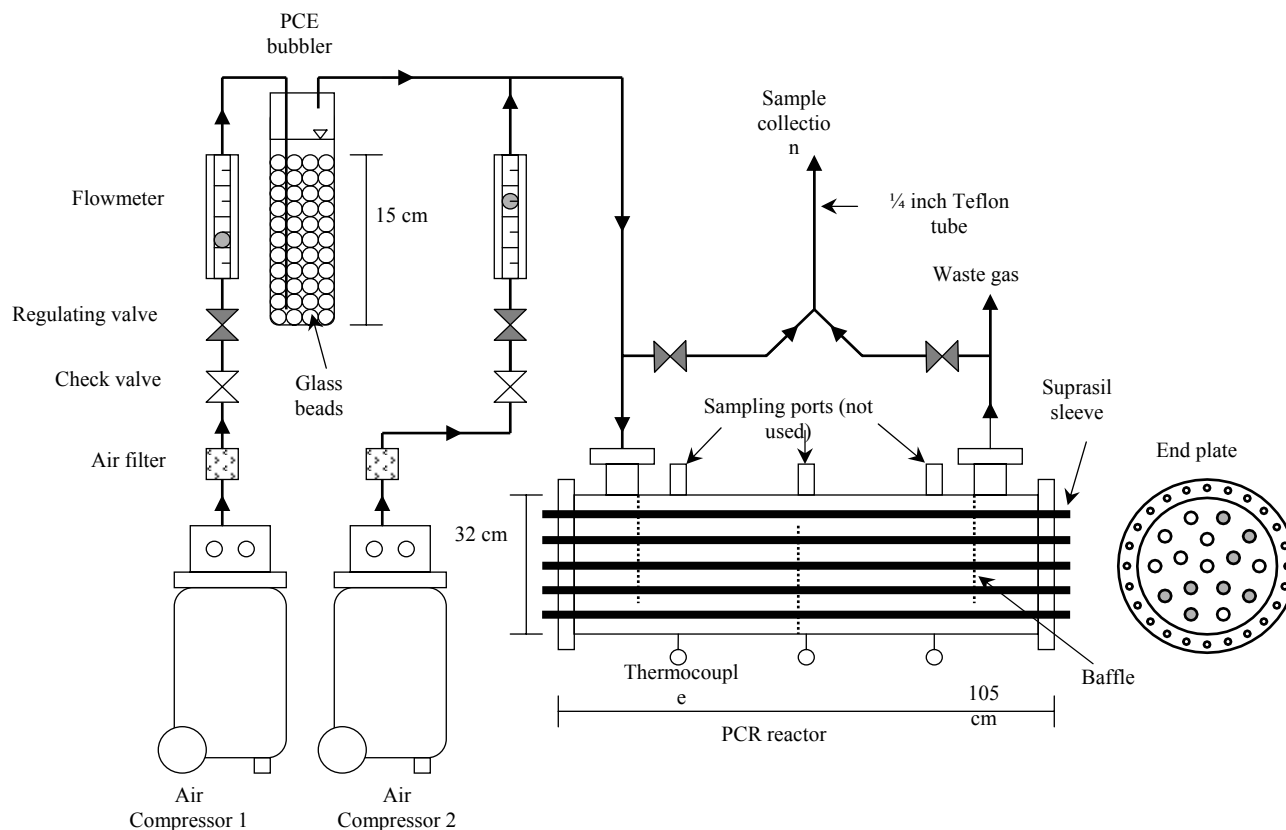 PCE
bubbler
Sample
collectio
n
Flowmeter
15 cm
¼ inch Teflon
tube
Waste gas
Regulating valve
Check valve
Glass
beads
Sampling ports (not
used)
Suprasil
sleeve
Air filter
End plate
32 cm
Thermocoupl
e
105
cm
Baffle
PCR reactor
Air
Compressor 1
Air
Compressor 2